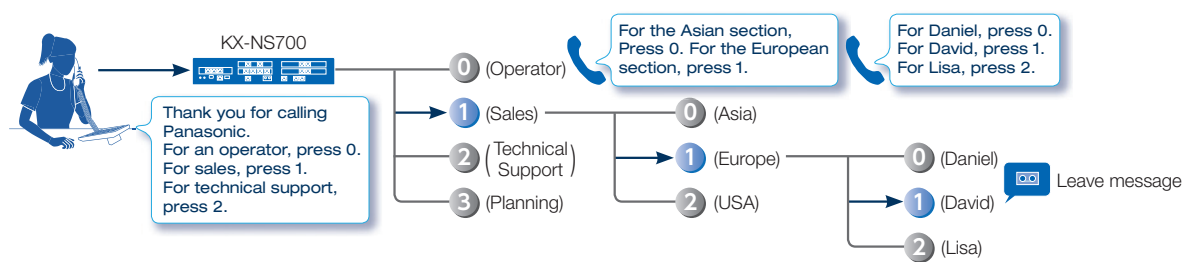 KX-NS700
Thank you for calling
Panasonic.
For an operator, press 0.
For sales, press 1.
For technical support,
press 2.
0 (Operator)
1 (Sales)
2 (Technical
Support)
3 (Planning)
For the Asian section,
Press 0. For the European
section, press 1.
0 (Asia)
1 (Europe)
2 (USA)
For Daniel, press 0.
For David, press 1.
For Lisa, press 2.
0 (Daniel)
1 (David)
Leave message
2 (Lisa)